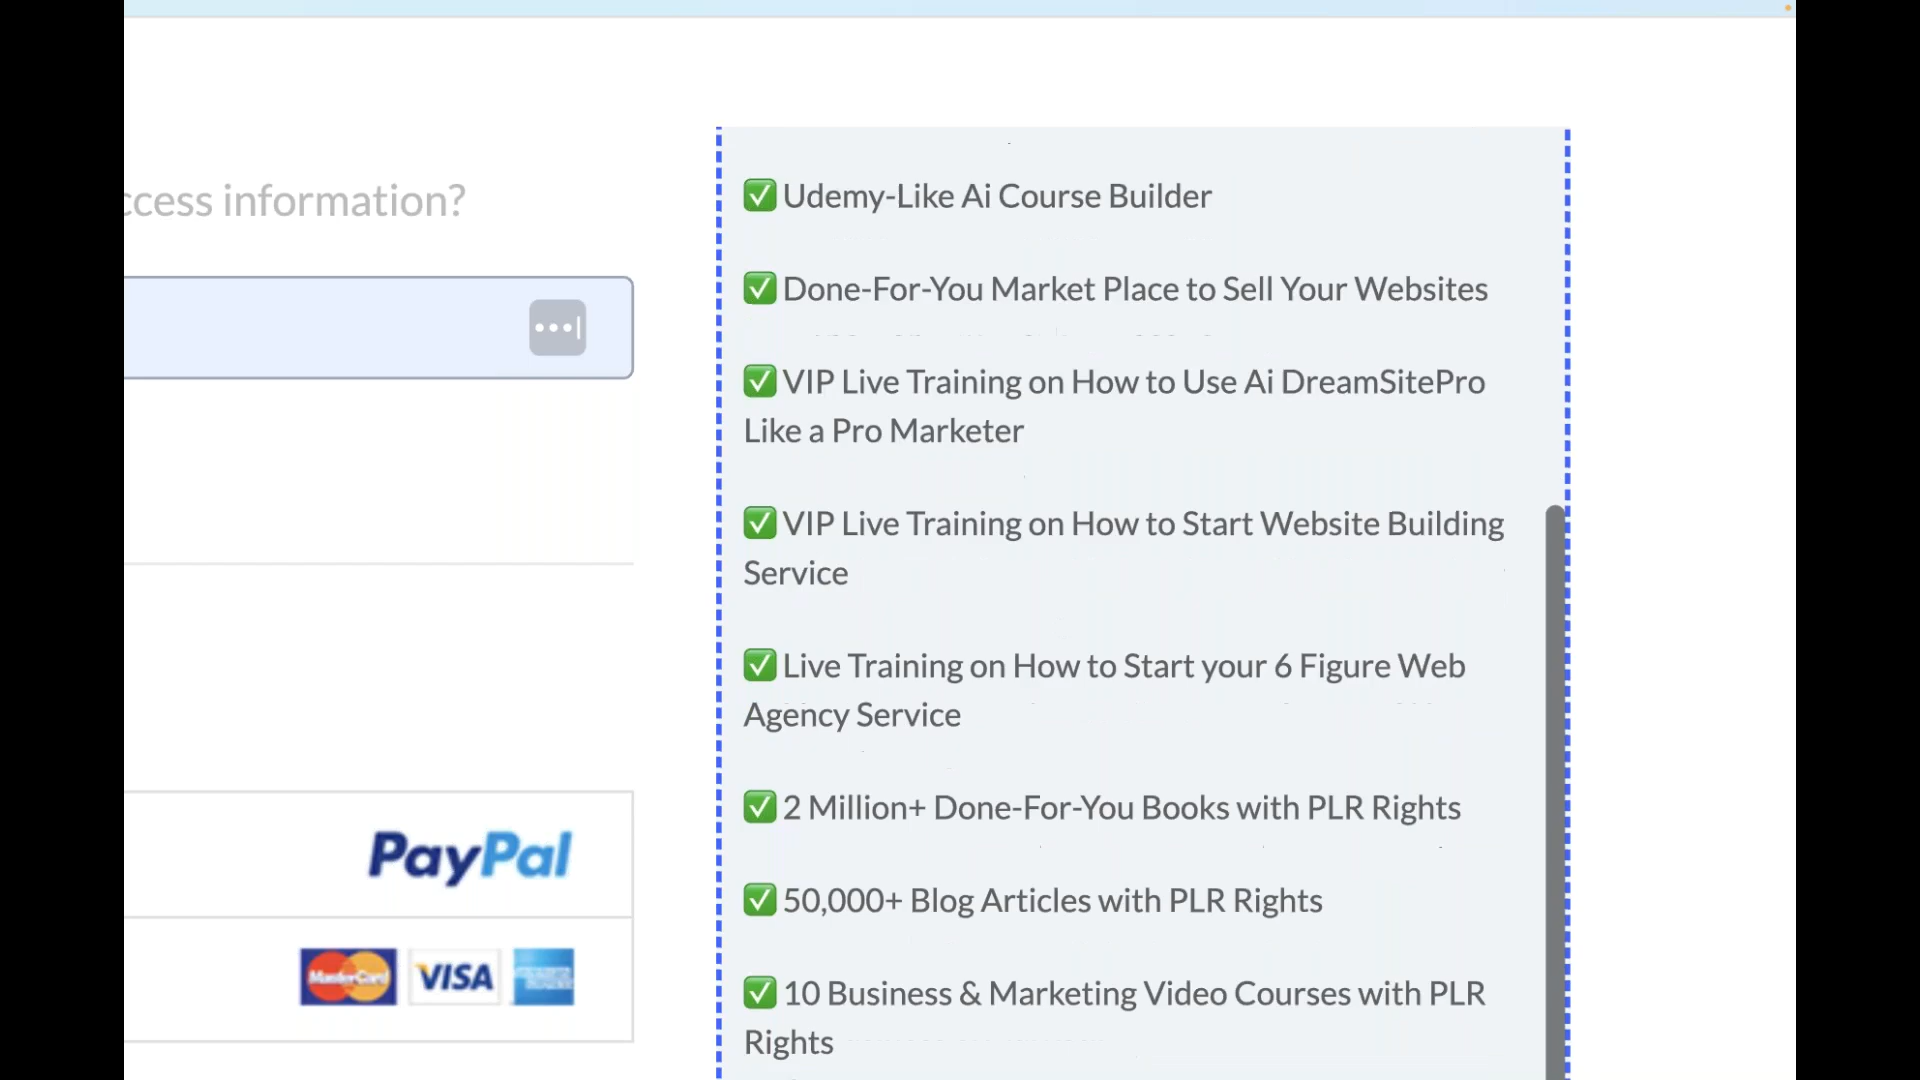 ccess information?
✅ Udemy-Like Ai Course Builder
✅ Done-For-You Market Place to Sell Your Websites
✅ VIP Live Training on How to Use Ai DreamSitePro
Like a Pro Marketer
✅ VIP Live Training on How to Start Website Building
Service
✅ Live Training on How to Start your 6 Figure Web
Agency Service
✅ 2 Million+ Done-For-You Books with PLR Rights
✅ 50,000+ Blog Articles with PLR Rights
✅ 10 Business & Marketing Video Courses with PLR
Rights
PayPal
MasterCard VISA